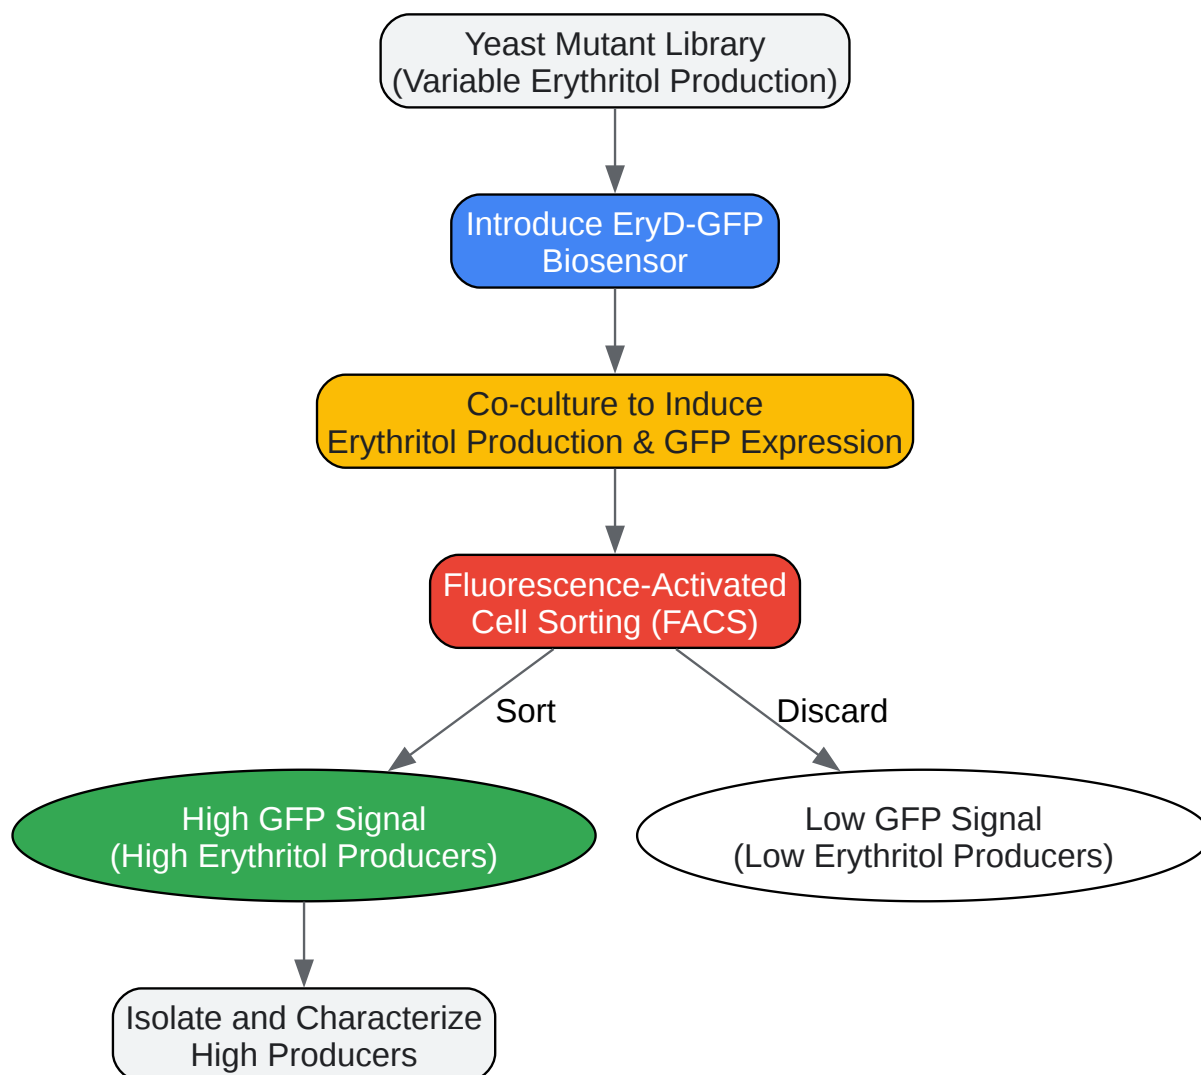 Yeast Mutant Library
(Variable Erythritol Production)
Introduce EryD-GFP
Biosensor
Co-culture to Induce
Erythritol Production & GFP Expression
Fluorescence-Activated
Cell Sorting (FACS)
Sort
Discard
High GFP Signal
(High Erythritol Producers)
Low GFP Signal
(Low Erythritol Producers)
Isolate and Characterize
High Producers